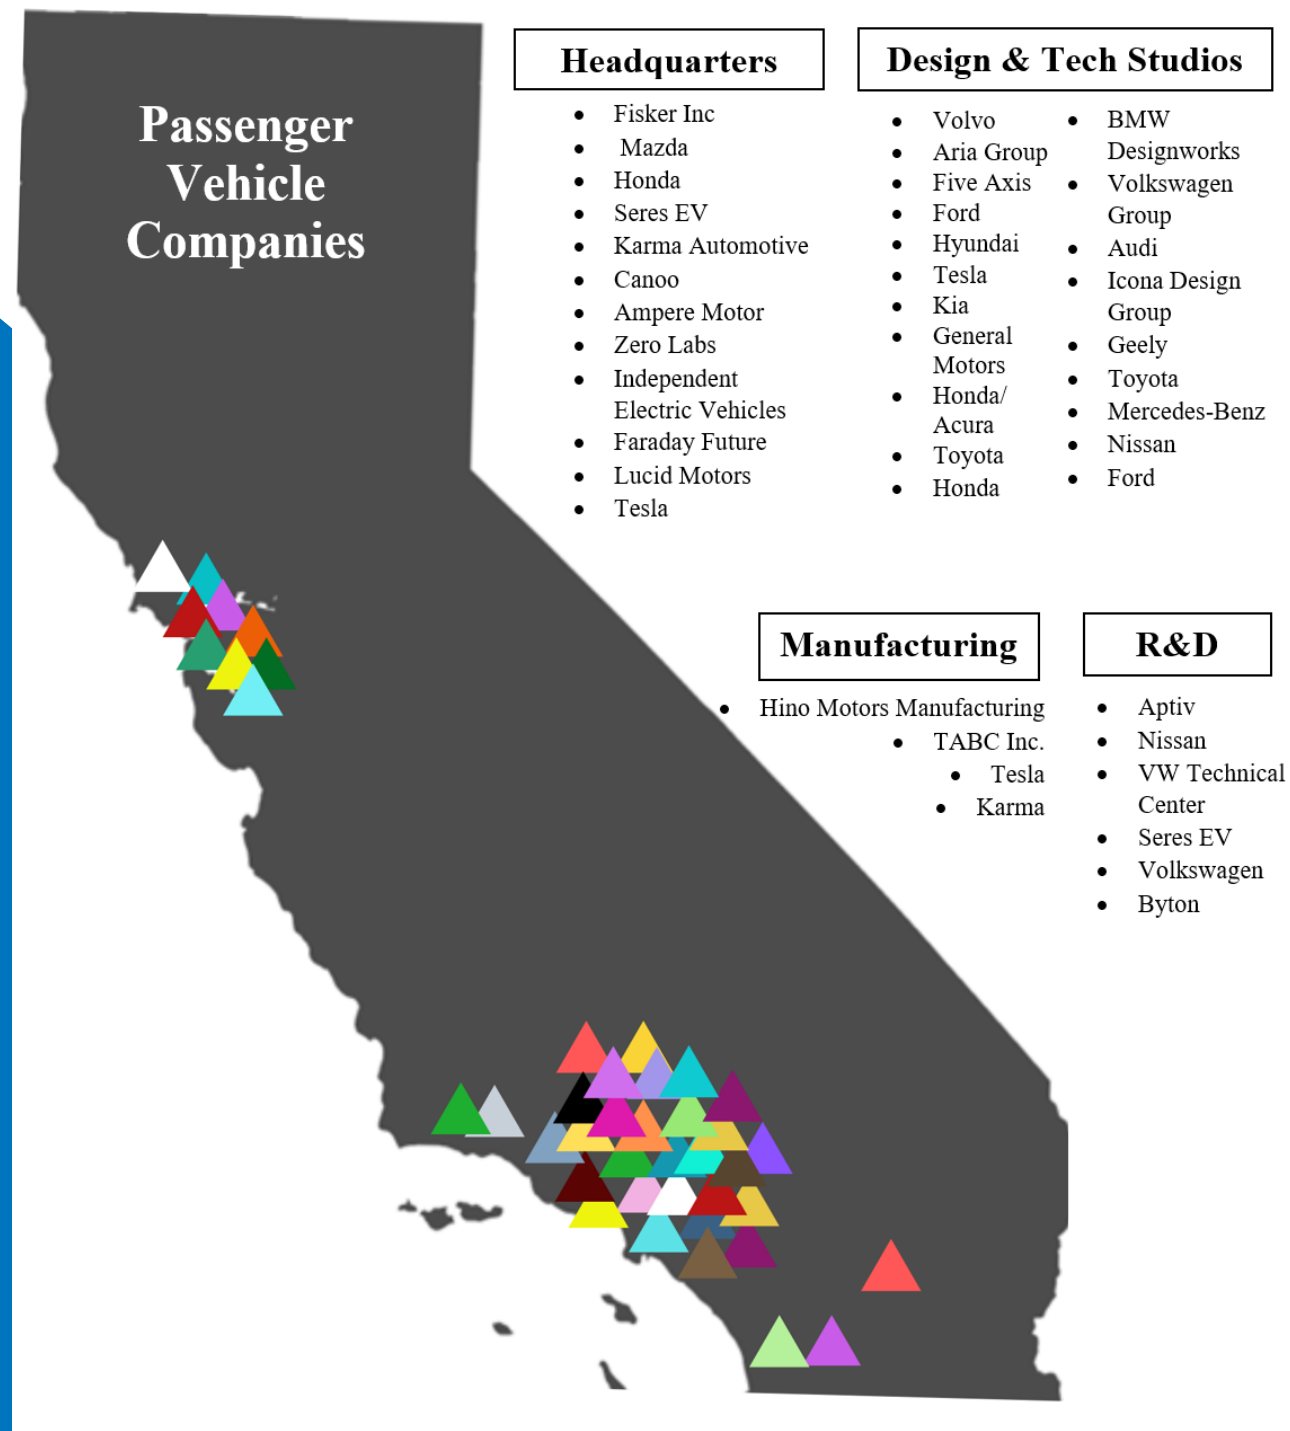 Passenger
Vehicle
Companies
Headquarters
• Fisker Inc
• Mazda
• Honda
• Seres EV
• Karma Automotive
• Canoo
• Ampere Motor
• Zero Labs
• Independent
Electric Vehicles
• Faraday Future
• Lucid Motors
• Tesla
Design & Tech Studios
• Volvo
• Aria Group
• Five Axis
• Ford
• Hyundai
• Tesla
• Kia
• General
Motors
• Honda/
Acura
• Toyota
• Honda
• BMW
Designworks
• Volkswagen
Group
• Audi
• Icona Design
Group
• Geely
• Toyota
• Mercedes-Benz
• Nissan
• Ford
Manufacturing
• Hino Motors Manufacturing
• TABC Inc.
• Tesla
• Karma
R&D
• Aptiv
• Nissan
• VW Technical
Center
• Seres EV
• Volkswagen
• Byton